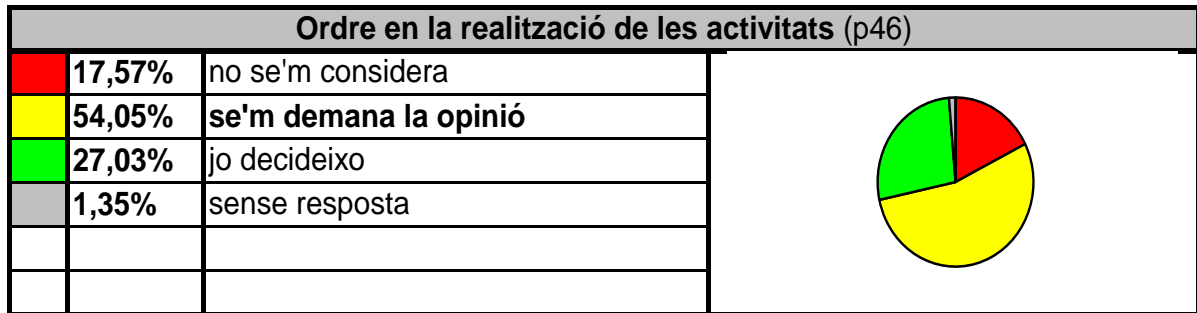 Ordre en la realització de les activitats (p46)
17,57% no se'm considera
54,05% se'm demana la opinió
27,03% jo decideixo
1,35% sense resposta